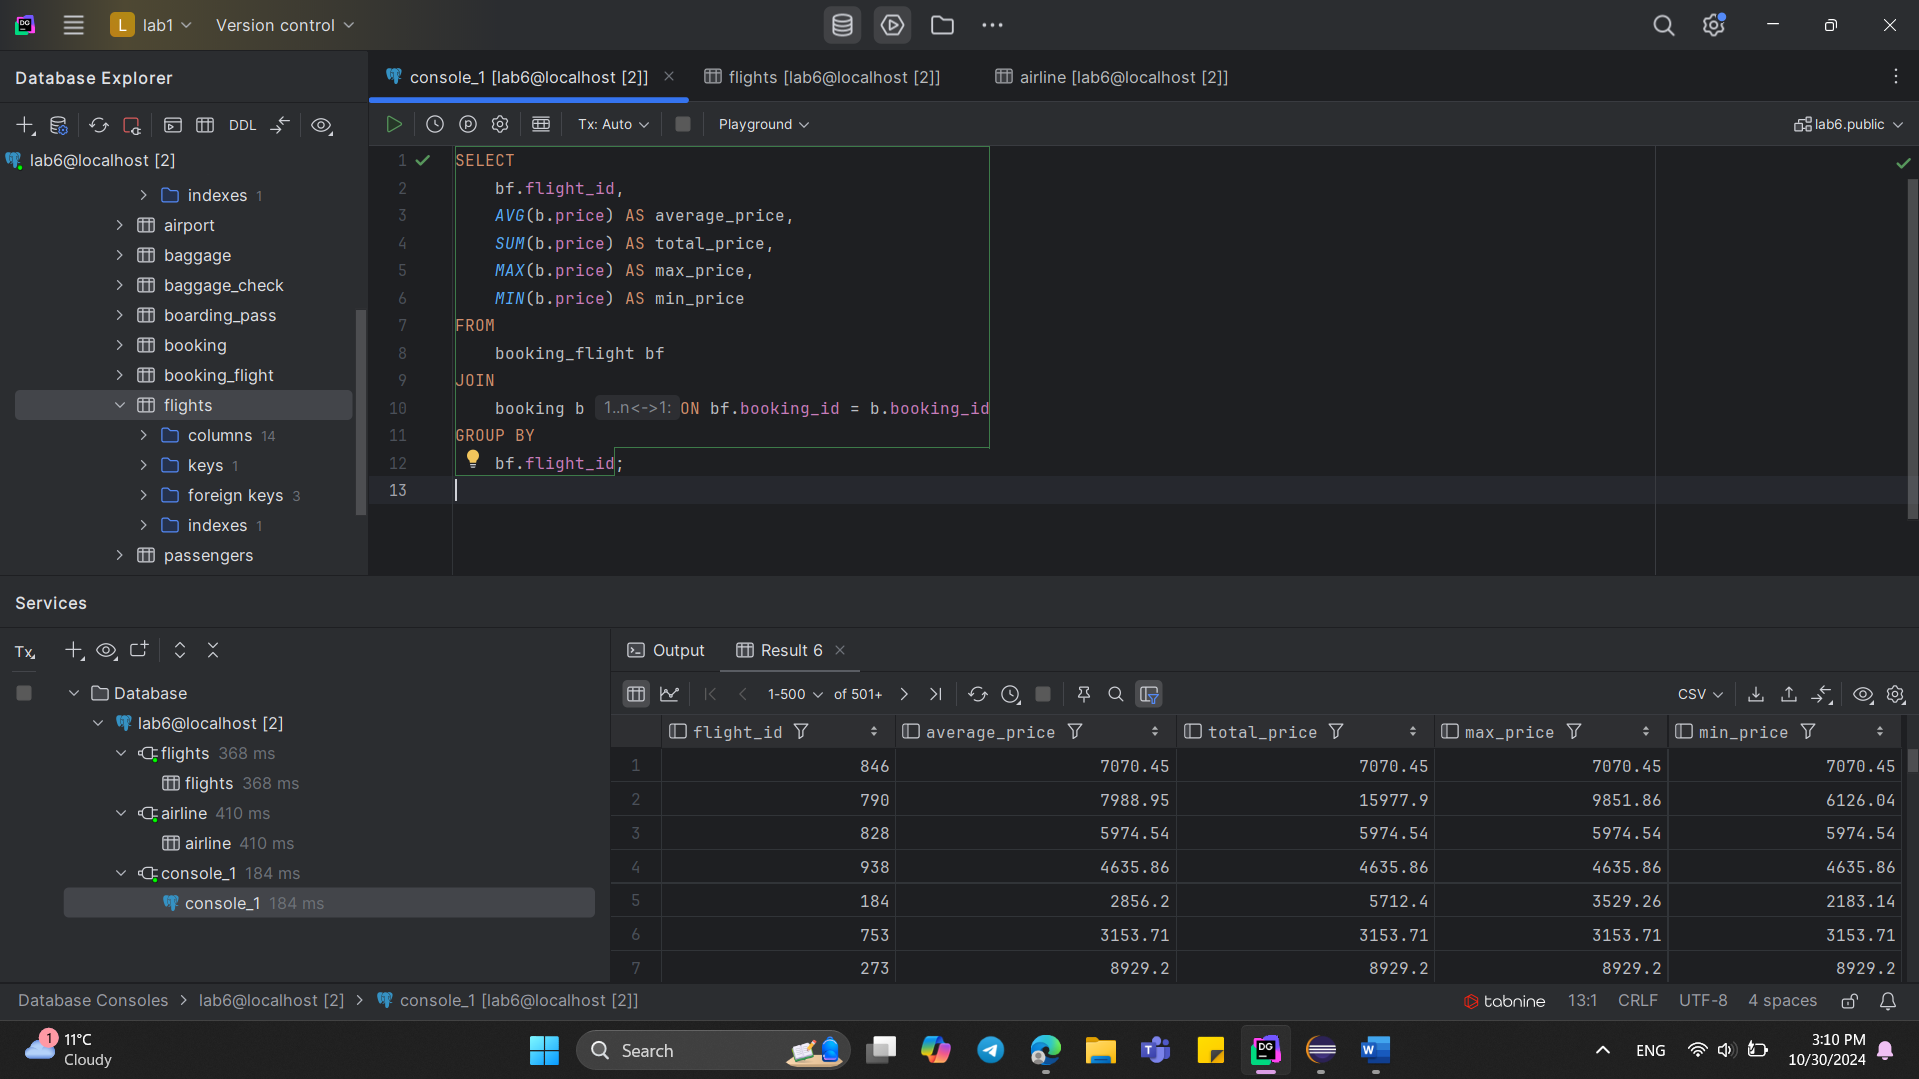 L lab1 Version control
Database Explorer
console_1 [lab6@localhost [2]] flights [lab6@localhost [2]] airline [lab6@localhost [2]]
DDL
Tx: Auto Playground lab6.public
lab6@localhost [2]
indexes 1
airport
baggage
baggage_check
boarding_pass
booking
booking_flight
flights
columns 14
keys 1
foreign keys 3
indexes 1
passengers
1 SELECT
2 bf.flight_id,
3 AVG(b.price) AS average_price,
4 SUM(b.price) AS total_price,
5 MAX(b.price) AS max_price,
6 MIN(b.price) AS min_price
7 FROM
8 booking_flight bf
9 JOIN
10 booking b 1..n<->1: ON bf.booking_id = b.booking_id
11 GROUP BY
12 bf.flight_id;
13
Services
Tx
Database
lab6@localhost [2]
flights 368 ms
flights 368 ms
airline 410 ms
airline 410 ms
console_1 184 ms
console_1 184 ms
Output Result 6
1-500 of 501+ CSV
flight_id average_price total_price max_price min_price
1 846 7070.45 7070.45 7070.45 7070.45
2 790 7988.95 15977.9 9851.86 6126.04
3 828 5974.54 5974.54 5974.54 5974.54
4 938 4635.86 4635.86 4635.86 4635.86
5 184 2856.2 5712.4 3529.26 2183.14
6 753 3153.71 3153.71 3153.71 3153.71
7 273 8929.2 8929.2 8929.2 8929.2
Database Consoles > lab6@localhost [2] > console_1 [lab6@localhost [2]]
tabnine 13:1 CRLF UTF-8 4 spaces
1 11°C
Cloudy
Search
ENG
3:10 PM
10/30/2024